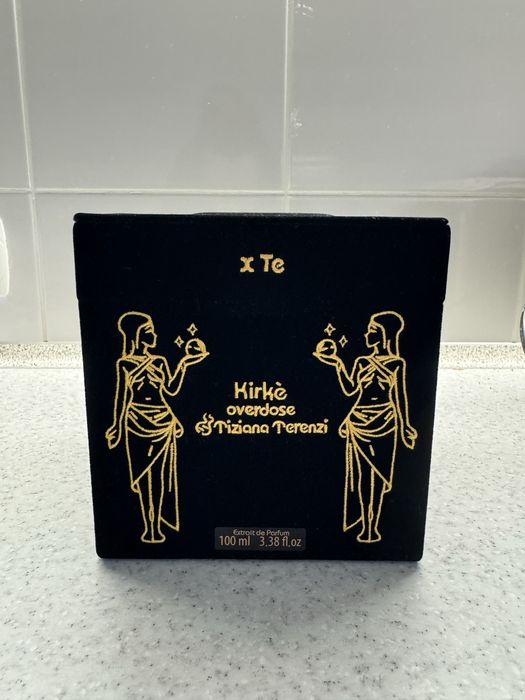 x Te
Kirkè
overdose
Tiziana Terenzi
Extrait de Parfum
100 ml 3,38 fl.oz